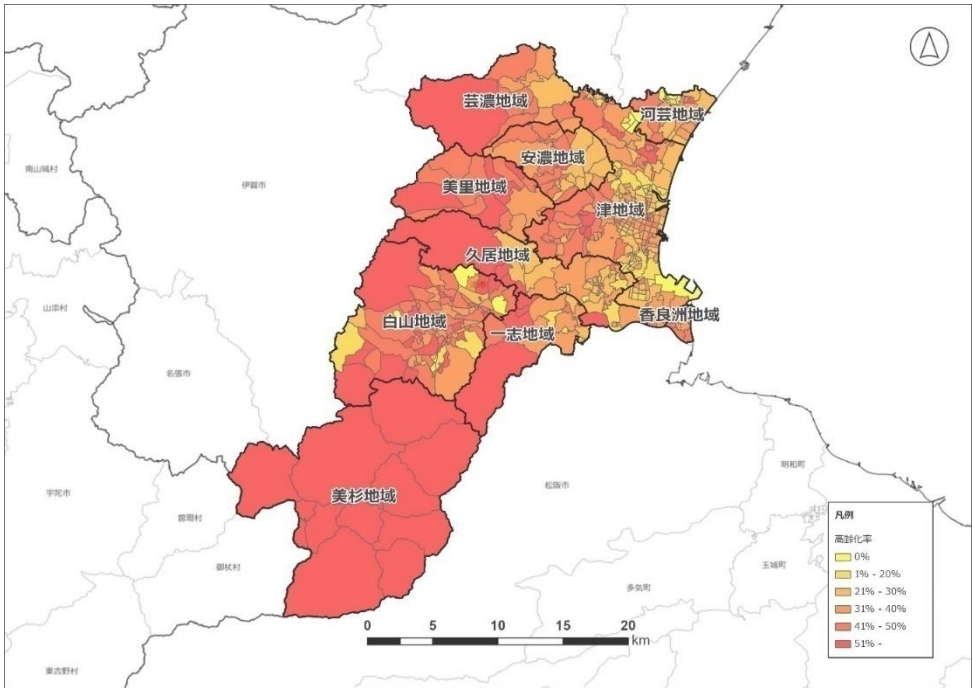 芸濃地域
河芸地域
安濃地域
美里地域
津地域
久居地域
白山地域
一志地域
香良洲地域
美杉地域
南山城村
伊賀市
山添村
名張市
宇陀市
曽爾村
御杖村
東吉野村
松阪市
多気町
明和町
玉城町
凡例
高齢化率
0%
1% - 20%
21% - 30%
31% - 40%
41% - 50%
51% -
0 5 10 15 20
km